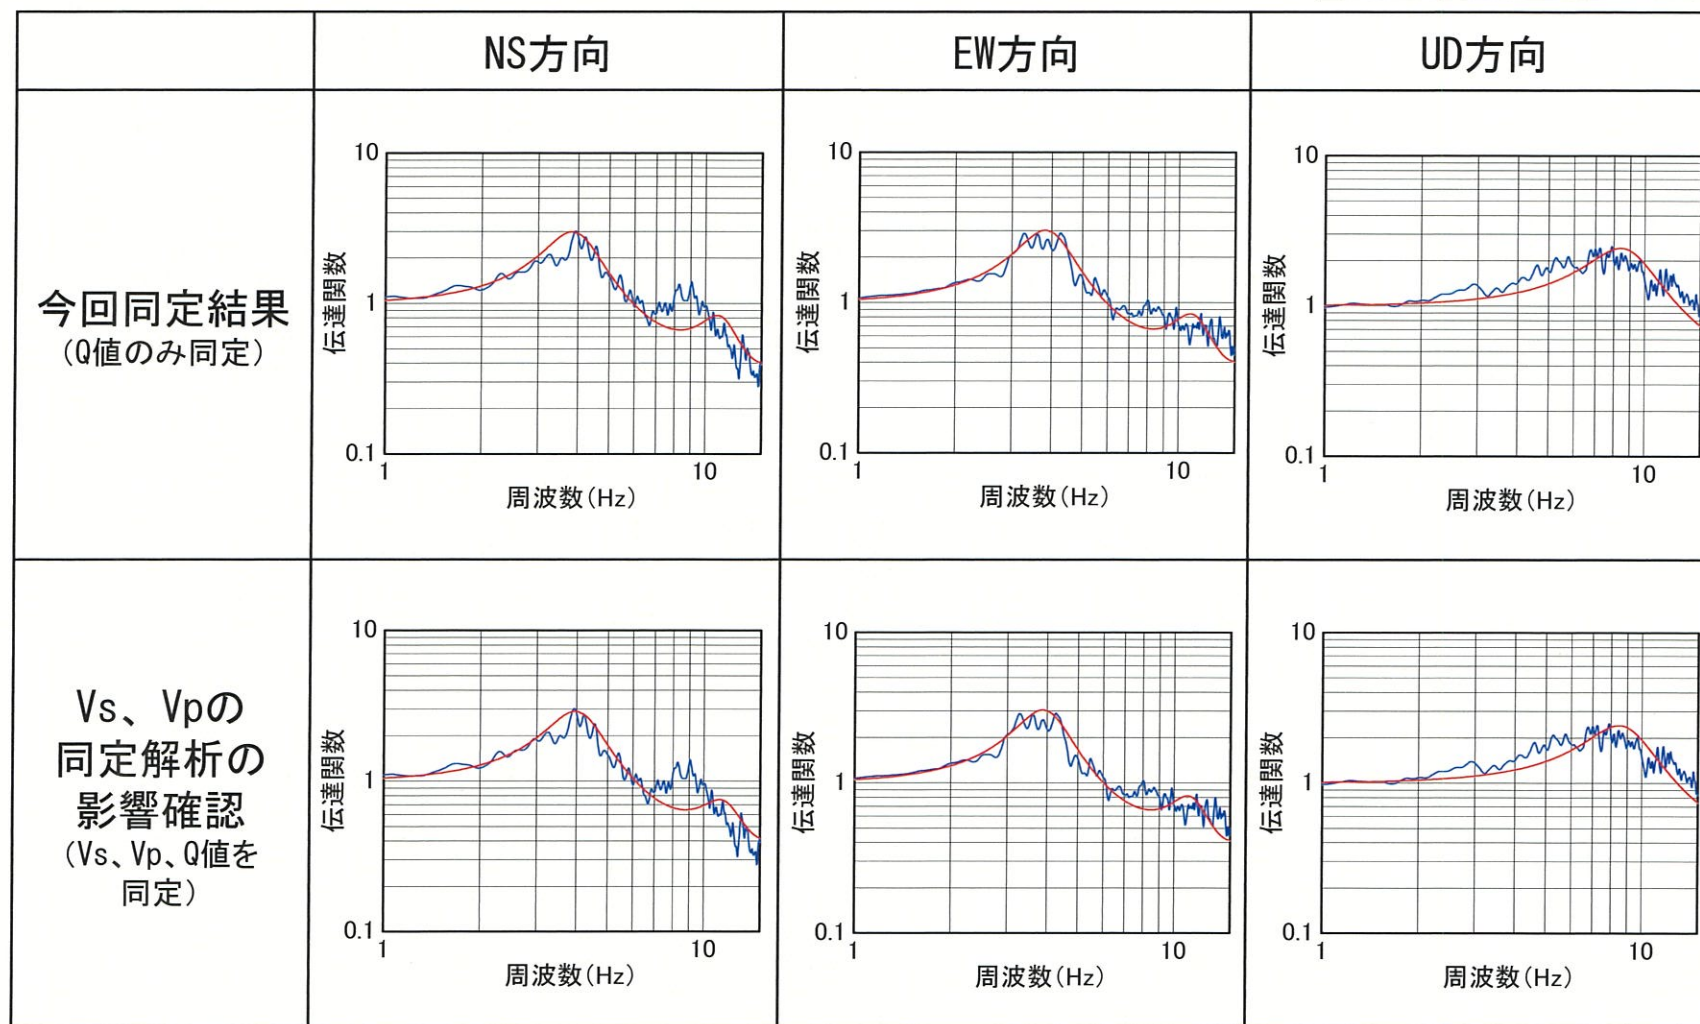 NS方向
EW方向
UD方向
今回同定結果
(Q値のみ同定)
10
1
0.1
伝達関数
1
10
周波数(Hz)
10
1
0.1
伝達関数
1
10
周波数(Hz)
10
1
0.1
伝達関数
1
10
周波数(Hz)
Vs、Vpの
同定解析の
影響確認
(Vs、Vp、Q値を
同定)
10
1
0.1
伝達関数
1
10
周波数(Hz)
10
1
0.1
伝達関数
1
10
周波数(Hz)
10
1
0.1
伝達関数
1
10
周波数(Hz)